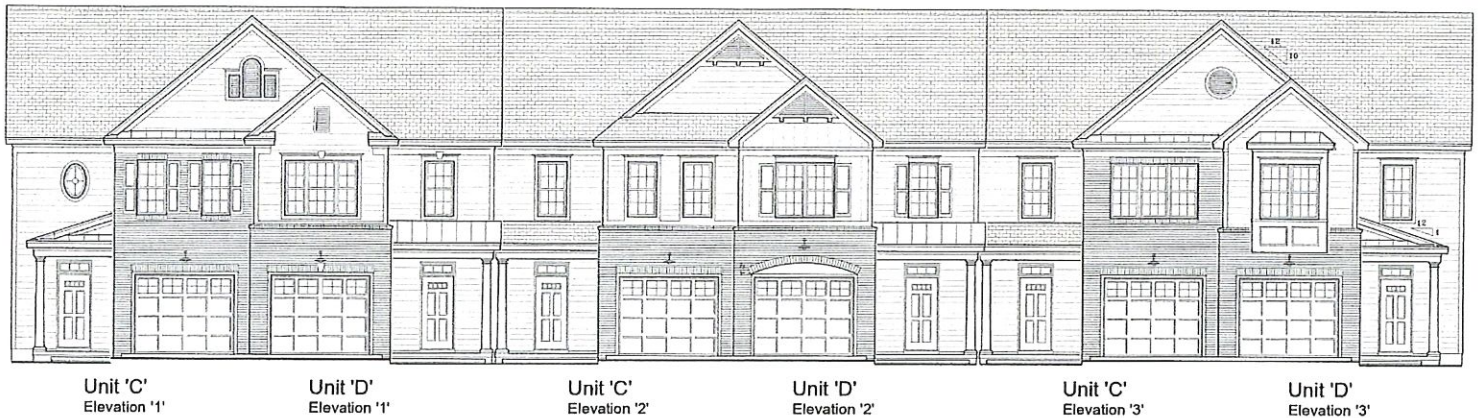 12
10
12
Unit 'C'
Elevation '1'
Unit 'D'
Elevation '1'
Unit 'C'
Elevation '2'
Unit 'D'
Elevation '2'
Unit 'C'
Elevation '3'
Unit 'D'
Elevation '3'